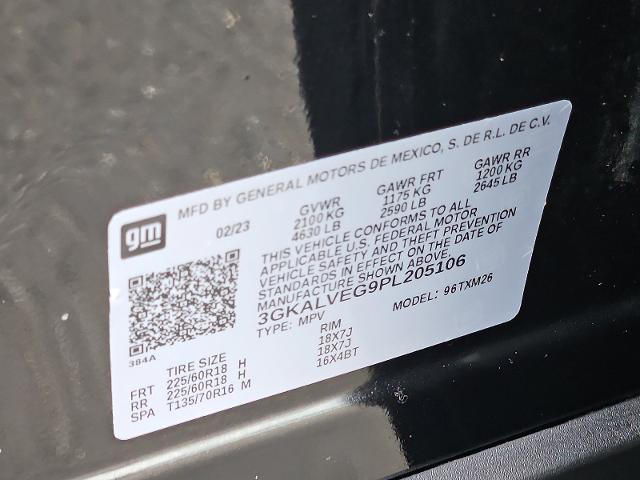 MFD BY GENERAL MOTORS DE MEXICO, S. DE R.L. DE C.V.
gm
02/23
GVWR GAWR FRT GAWR RR
2100 KG 1175 KG 1200 KG
4630 LB 2590 LB 2645 LB
THIS VEHICLE CONFORMS TO ALL
APPLICABLE U.S. FEDERAL MOTOR
VEHICLE SAFETY AND THEFT PREVENTION
STANDARDS IN EFFECT ON THE DATE OF
MANUFACTURE SHOWN ABOVE.
3GKALVEG9PL205106
TYPE: MPV MODEL: 96TXM26
384A
TIRE SIZE RIM
FRT 225/60R18 H 18X7J
RR 225/60R18 H 18X7J
SPA T135/70R16 M 16X4BT